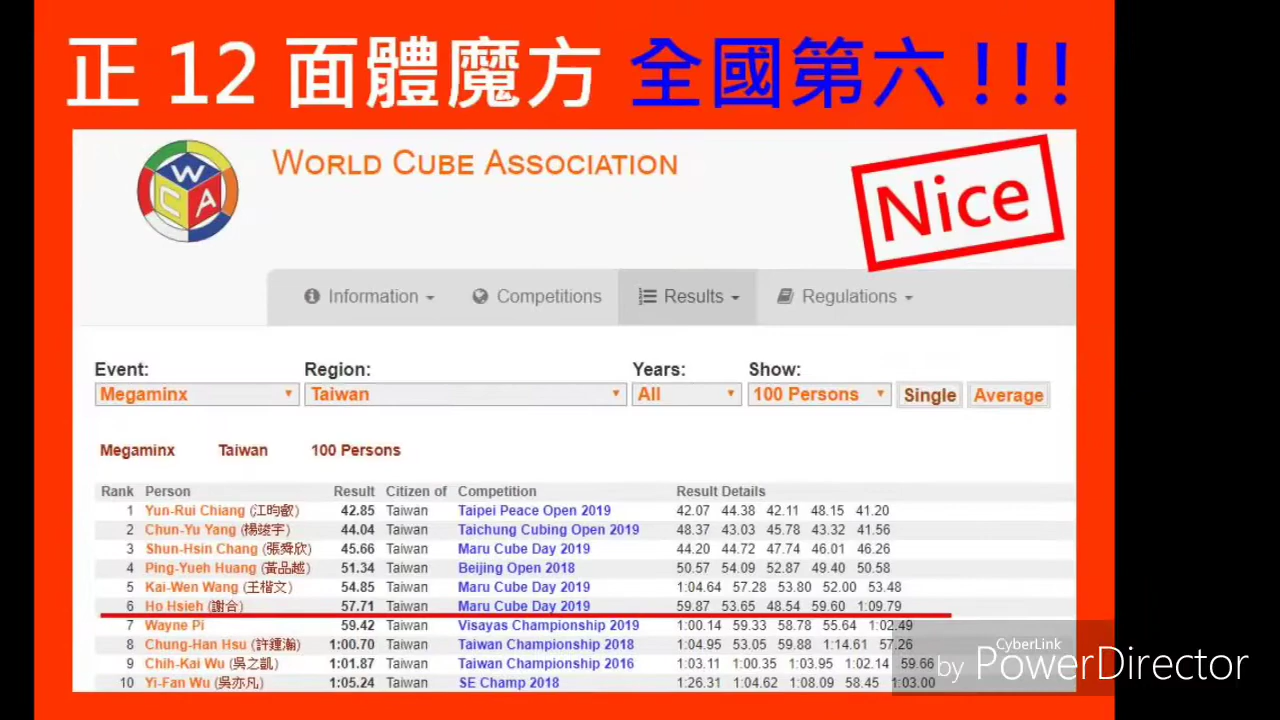 正 12 面體魔方 全國第六 ! ! !
WCA
WORLD CUBE ASSOCIATION
Nice
Information Competitions Results Regulations
Event: Region: Years: Show:
Megaminx Taiwan All 100 Persons Single Average
Megaminx Taiwan 100 Persons
Rank Person Result Citizen of Competition Result Details
1 Yun-Rui Chiang (江昀叡) 42.85 Taiwan Taipei Peace Open 2019 42.07 44.38 42.11 48.15 41.20
2 Chun-Yu Yang (楊竣宇) 44.04 Taiwan Taichung Cubing Open 2019 48.37 43.03 45.78 43.32 41.56
3 Shun-Hsin Chang (張舜欣) 45.66 Taiwan Maru Cube Day 2019 44.20 44.72 47.74 46.01 46.26
4 Ping-Yueh Huang (黃品越) 51.34 Taiwan Beijing Open 2018 50.57 54.09 52.87 49.40 50.58
5 Kai-Wen Wang (王楷文) 54.85 Taiwan Maru Cube Day 2019 1:04.64 57.28 53.80 52.00 53.48
6 Ho Hsieh (謝合) 57.71 Taiwan Maru Cube Day 2019 59.87 53.65 48.54 59.60 1:09.79
7 Wayne Pi 59.42 Taiwan Visayas Championship 2019 1:00.14 59.33 58.78 55.64 1:02.49
8 Chung-Han Hsu (許鍾瀚) 1:00.70 Taiwan Taiwan Championship 2018 1:04.95 53.05 59.88 1:14.61 57.26
9 Chih-Kai Wu (吳之凱) 1:01.87 Taiwan Taiwan Championship 2016 1:03.11 1:00.35 1:03.95 1:02.14 59.66
10 Yi-Fan Wu (吳亦凡) 1:05.24 Taiwan SE Champ 2018 1:26.31 1:04.62 1:08.09 58.45 1:03.00
CyberLink
by PowerDirector